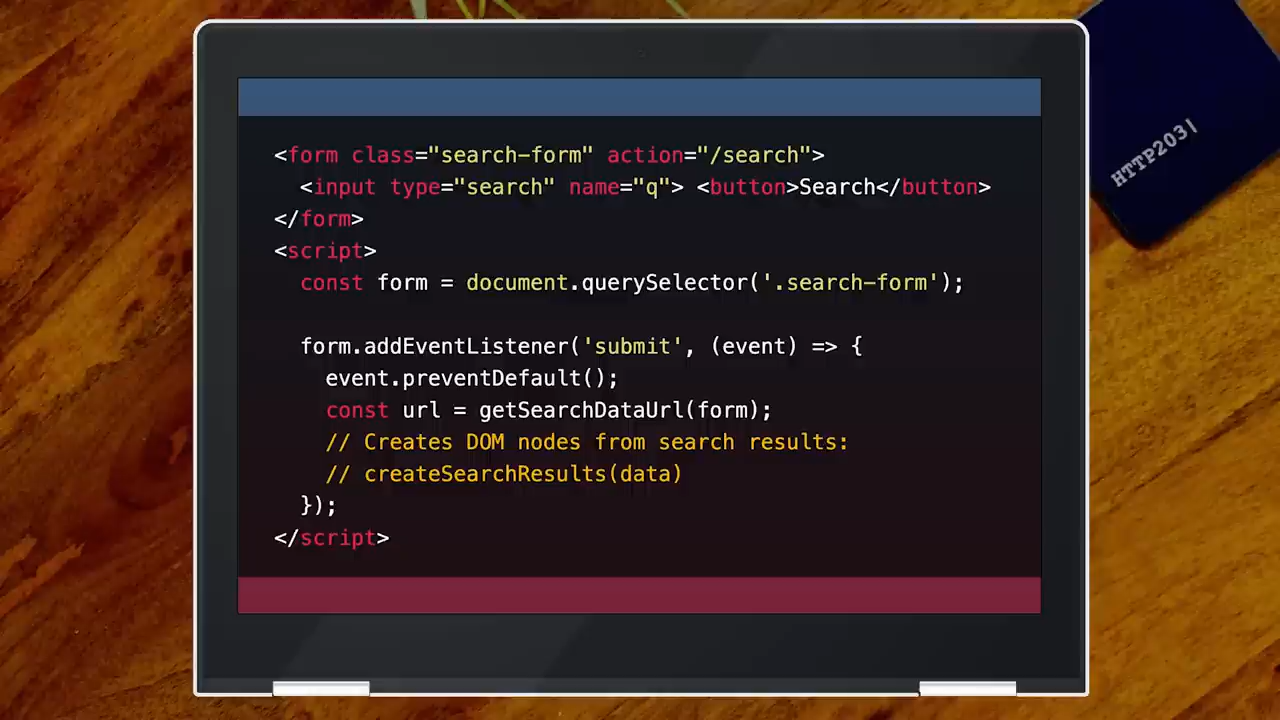 HTTP203|
<form class="search-form" action="/search">
<input type="search" name="q"> <button>Search</button>
</form>
<script>
const form = document.querySelector('.search-form');
form.addEventListener('submit', (event) => {
event.preventDefault();
const url = getSearchDataUrl(form);
// Creates DOM nodes from search results:
// createSearchResults(data)
});
</script>